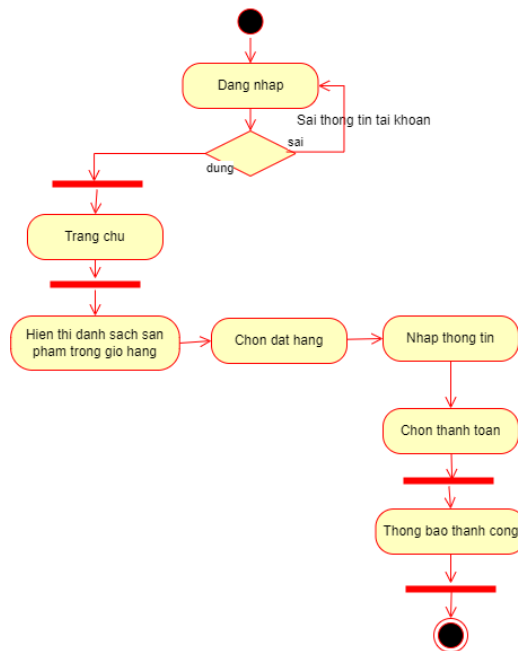 Dang nhap
Sai thong tin tai khoan
sai
dung
Trang chu
Hien thi danh sach san
pham trong gio hang
Chon dat hang
Nhap thong tin
Chon thanh toan
Thong bao thanh cong